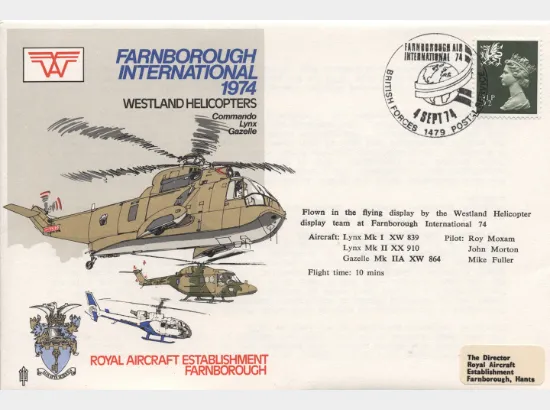 FARNBOROUGH
INTERNATIONAL
1974
WESTLAND HELICOPTERS
Commando
Lynx
Gazelle
FARNBOROUGH AIR
INTERNATIONAL 74
4 SEPT 74
BRITISH FORCES 1479 POSTAL
Flown in the flying display by the Westland Helicopter
display team at Farnborough International 74
Aircraft: Lynx Mk I XW 839 Pilot: Roy Moxam
Lynx Mk II XX 910 John Morton
Gazelle Mk IIA XW 864 Mike Fuller
Flight time: 10 mins
ROYAL AIRCRAFT ESTABLISHMENT
FARNBOROUGH
The Director
Royal Aircraft
Establishment
Farnborough, Hants